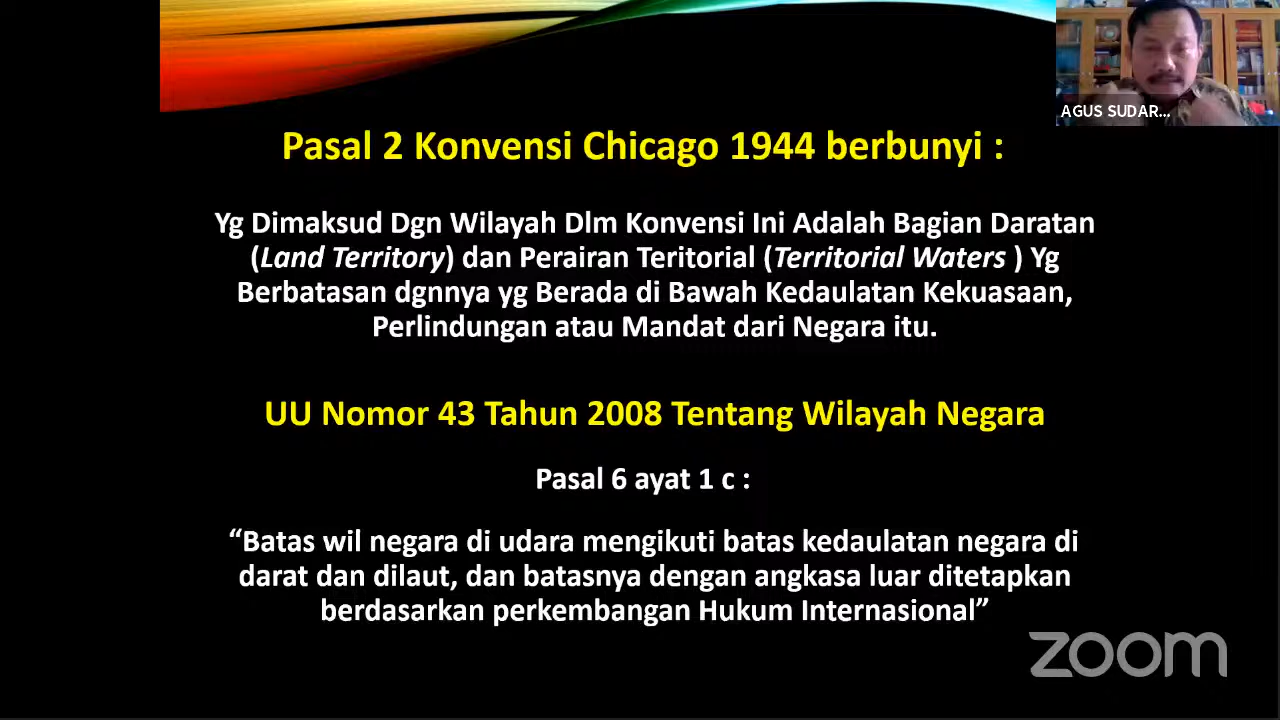 AGUS SUDAR...
Pasal 2 Konvensi Chicago 1944 berbunyi :
Yg Dimaksud Dgn Wilayah Dlm Konvensi Ini Adalah Bagian Daratan
(Land Territory) dan Perairan Teritorial (Territorial Waters ) Yg
Berbatasan dgnnya yg Berada di Bawah Kedaulatan Kekuasaan,
Perlindungan atau Mandat dari Negara itu.
UU Nomor 43 Tahun 2008 Tentang Wilayah Negara
Pasal 6 ayat 1 c :
“Batas wil negara di udara mengikuti batas kedaulatan negara di
darat dan dilaut, dan batasnya dengan angkasa luar ditetapkan
berdasarkan perkembangan Hukum Internasional”
zoom